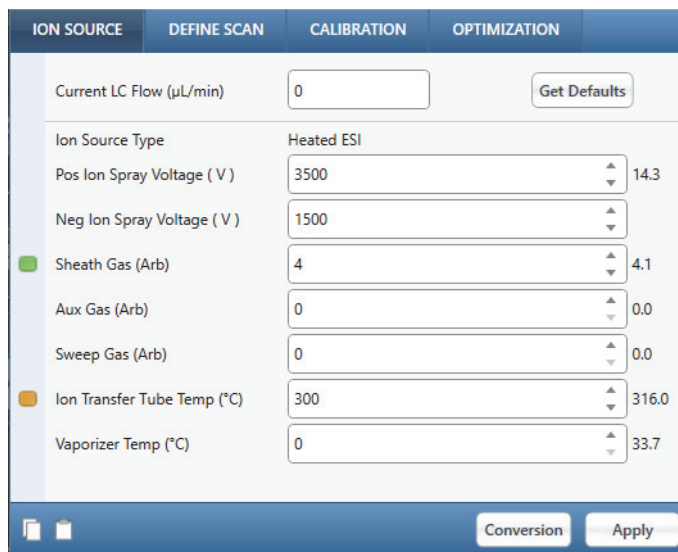 ION SOURCE DEFINE SCAN CALIBRATION OPTIMIZATION
Current LC Flow (µL/min) 0 Get Defaults
Ion Source Type Heated ESI
Pos Ion Spray Voltage ( V ) 3500 14.3
Neg Ion Spray Voltage ( V ) 1500
Sheath Gas (Arb) 4 4.1
Aux Gas (Arb) 0 0.0
Sweep Gas (Arb) 0 0.0
Ion Transfer Tube Temp (°C) 300 316.0
Vaporizer Temp (°C) 0 33.7
Conversion Apply